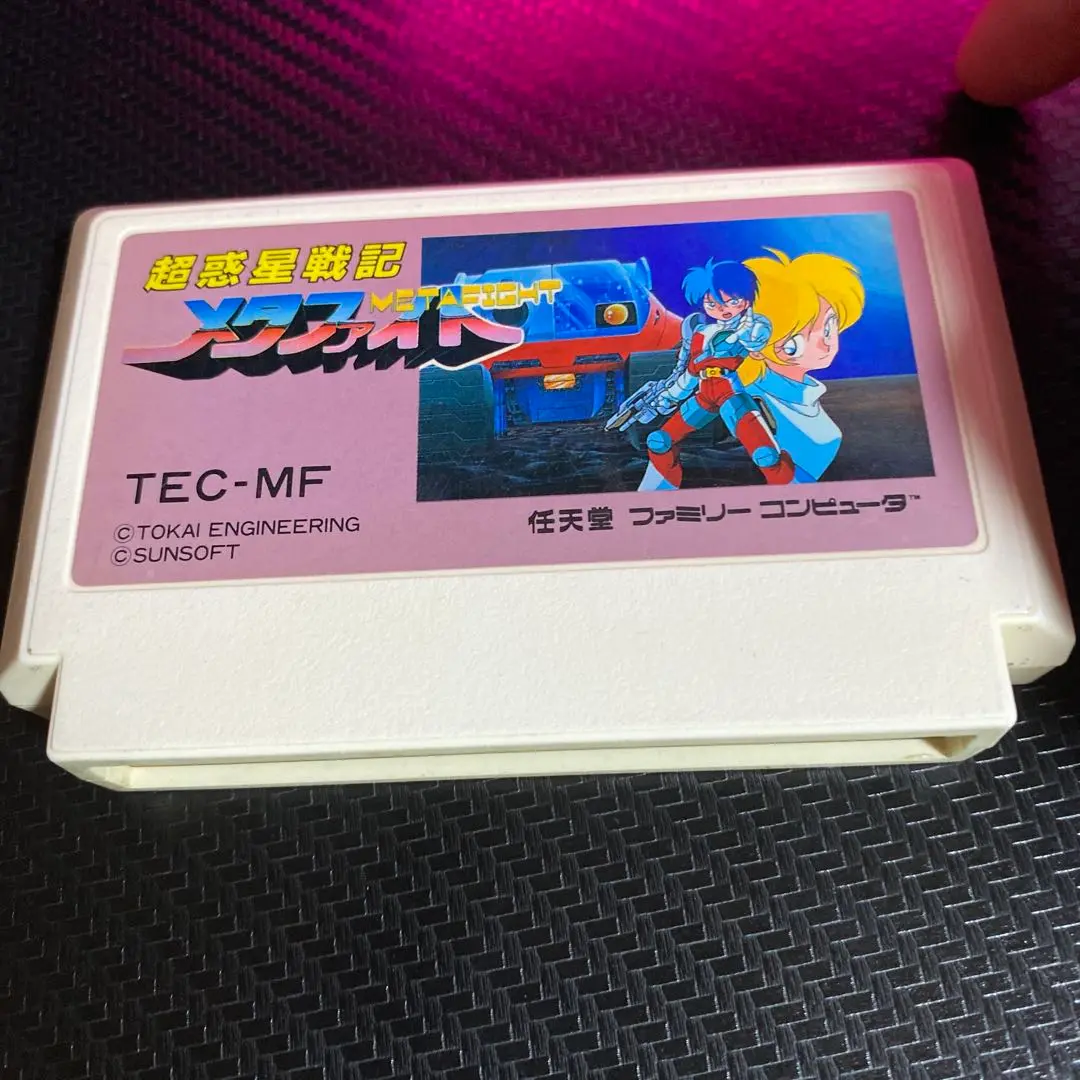 超惑星戦記
METAFIGHT
メタファイト
TEC-MF
©TOKAI ENGINEERING
©SUNSOFT
任天堂 ファミリー コンピュータ™